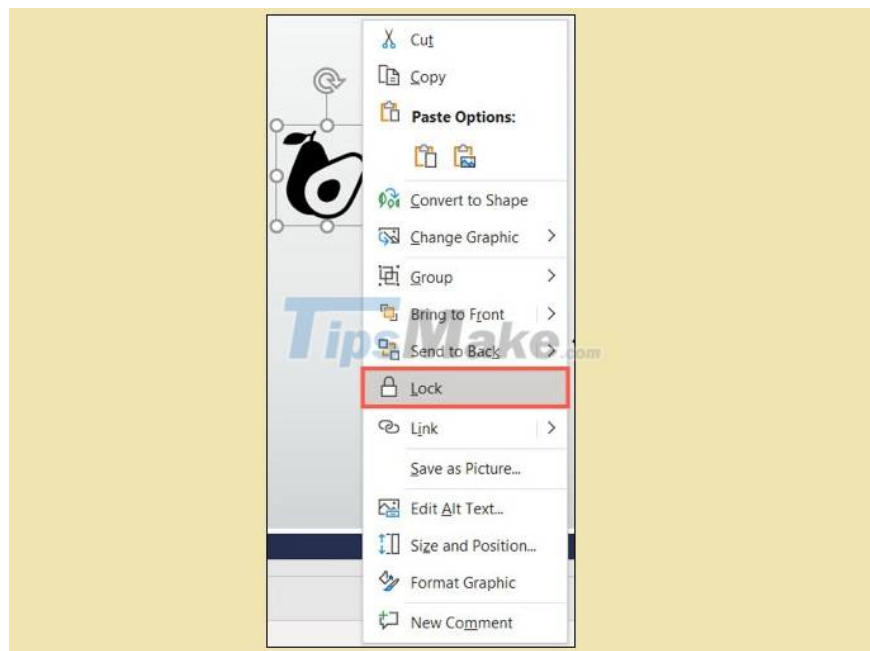 Cut
Copy
Paste Options:
Convert to Shape
Change Graphic
Group
Bring to Front
Send to Back
TipsMake.com
Lock
Link
Save as Picture...
Edit Alt Text...
Size and Position...
Format Graphic
New Comment